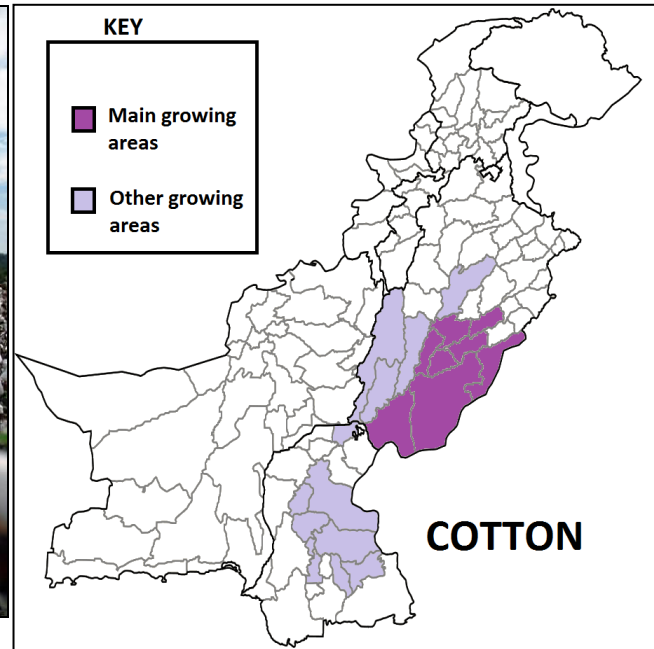 KEY
Main growing
areas
Other growing
areas
COTTON